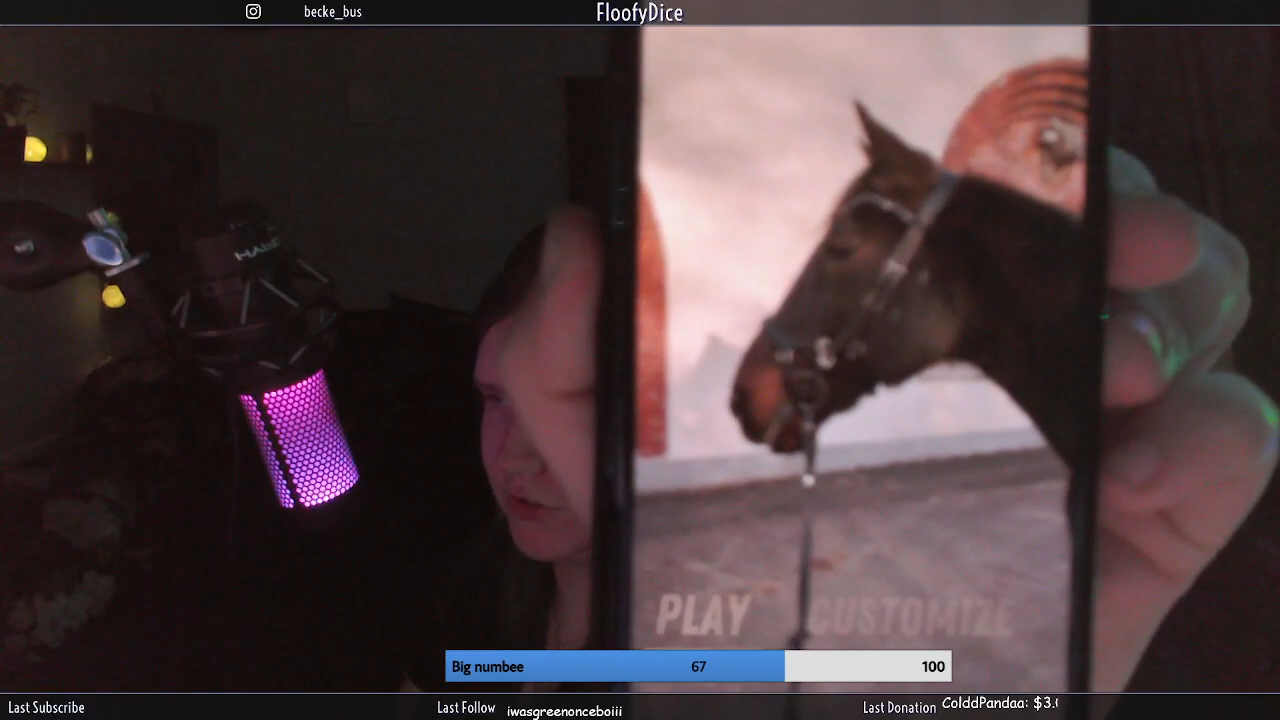 becke_bus
FloofyDice
PLAY
CUSTOMIZE
Big numbee
67
100
Last Subscribe
Last Follow
iwasgreenonceboiii
Last Donation
ColddPandaa: $3.